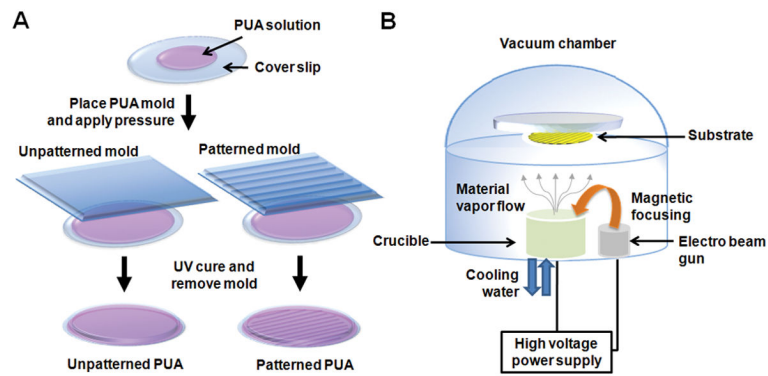 A
PUA solution
Cover slip
Place PUA mold
and apply pressure
Unpatterned mold
Patterned mold
UV cure and
remove mold
Unpatterned PUA
Patterned PUA
B
Vacuum chamber
Substrate
Material
vapor flow
Magnetic
focusing
Crucible
Electro beam
gun
Cooling
water
High voltage
power supply